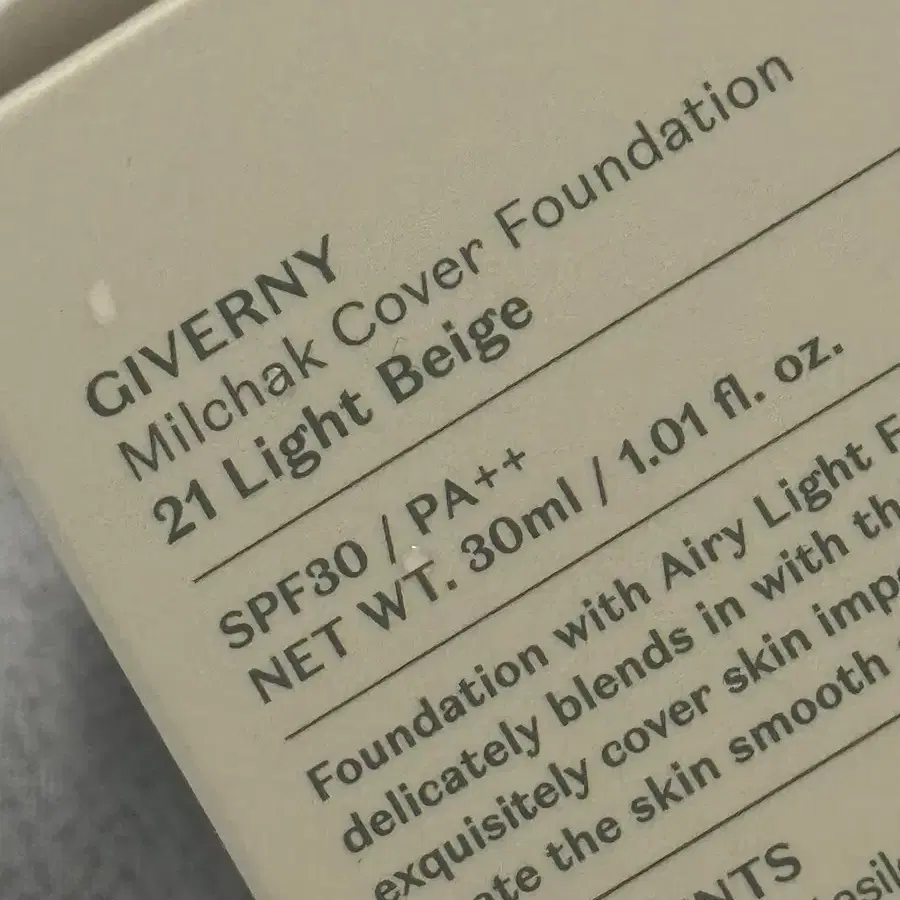 GIVERNY
Milchak Cover Foundation
21 Light Beige
SPF30 / PA++
NET WT. 30ml / 1.01 fl. oz.
Foundation with Airy Light
delicately blends in with
exquisitely cover skin
the skin smooth